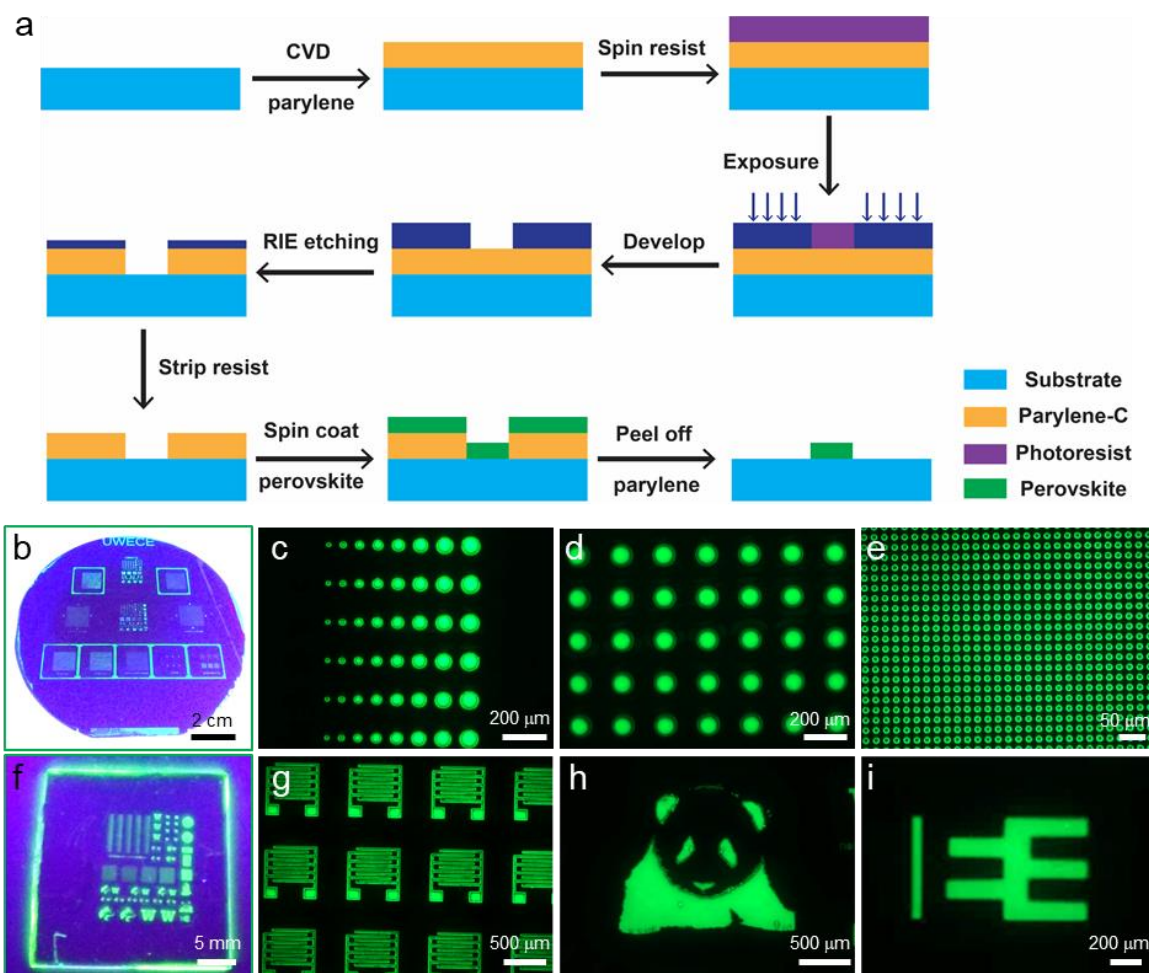 a
CVD
parylene
Spin resist
Exposure
RIE etching
Develop
Strip resist
Substrate
Parylene-C
Photoresist
Perovskite
Spin coat
perovskite
Peel off
parylene
b
UWECE
2 cm
c
200 μm
d
200 μm
e
50 μm
f
5 mm
g
500 μm
h
500 μm
i
200 μm